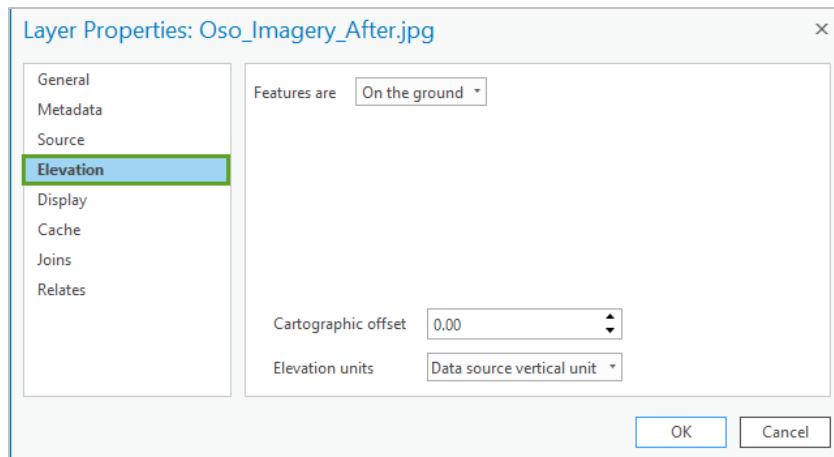 Layer Properties: Oso_Imagery_After.jpg
General
Metadata
Source
Elevation
Display
Cache
Joins
Relates
Features are On the ground
Cartographic offset 0.00
Elevation units Data source vertical unit
OK Cancel